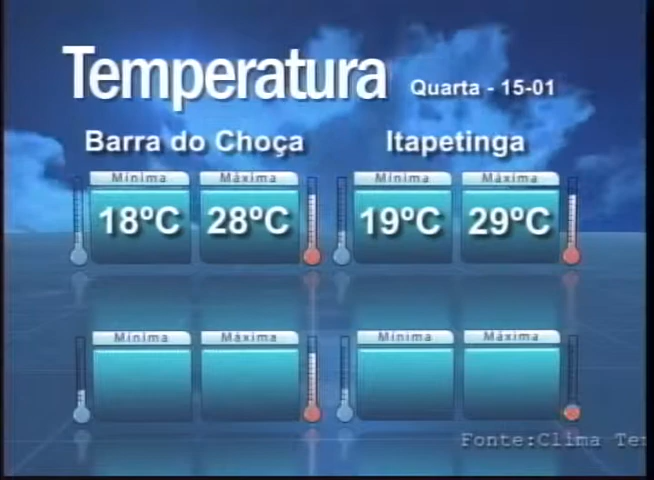 Temperatura
Quarta - 15-01
Barra do Choça
Itapetinga
Mínima
Máxima
Mínima
Máxima
18ºC
28ºC
19ºC
29ºC
Mínima
Máxima
Mínima
Máxima
Fonte:Clima Te